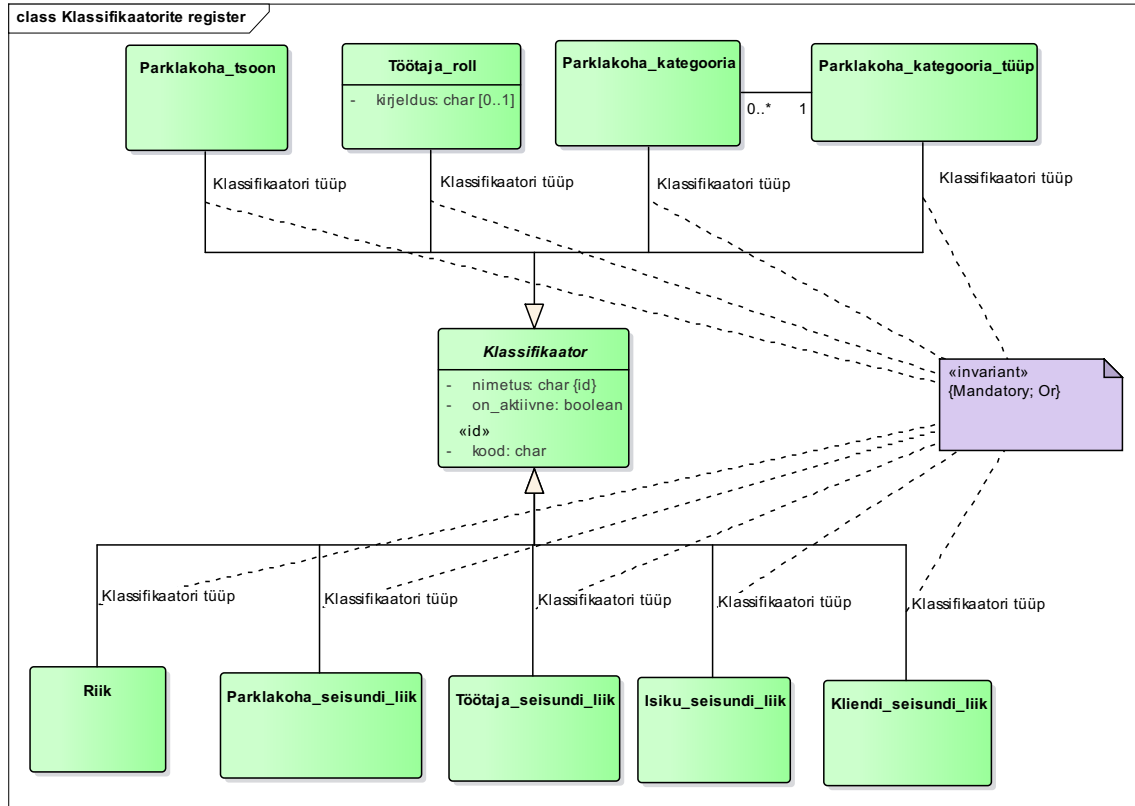 class Klassifikaatorite register
Parklakoha_tsoon
Töötaja_roll
- kirjeldus: char [0..1]
Parklakoha_kategooria
Parklakoha_kategooria_tüüp
0..*
1
Klassifikaatori tüüp
Klassifikaatori tüüp
Klassifikaatori tüüp
Klassifikaatori tüüp
Klassifikaator
- nimetus: char {id}
- on_aktiivne: boolean
«id»
- kood: char
«invariant»
{Mandatory; Or}
Klassifikaatori tüüp
Klassifikaatori tüüp
Klassifikaatori tüüp
Klassifikaatori tüüp
Klassifikaatori tüüp
Riik
Parklakoha_seisundi_liik
Töötaja_seisundi_liik
Isiku_seisundi_liik
Kliendi_seisundi_liik